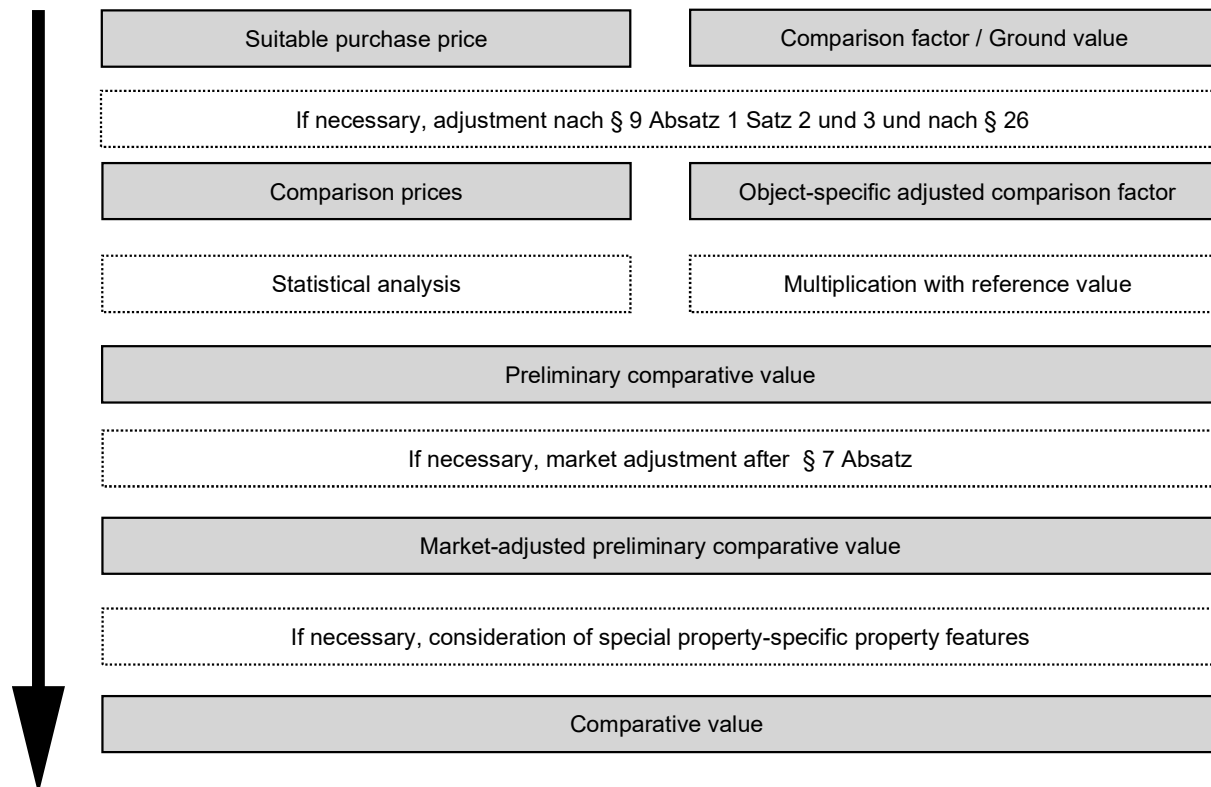 Suitable purchase price
Comparison factor / Ground value
If necessary, adjustment nach § 9 Absatz 1 Satz 2 und 3 und nach § 26
Comparison prices
Object-specific adjusted comparison factor
Statistical analysis
Multiplication with reference value
Preliminary comparative value
If necessary, market adjustment after § 7 Absatz
Market-adjusted preliminary comparative value
If necessary, consideration of special property-specific property features
Comparative value